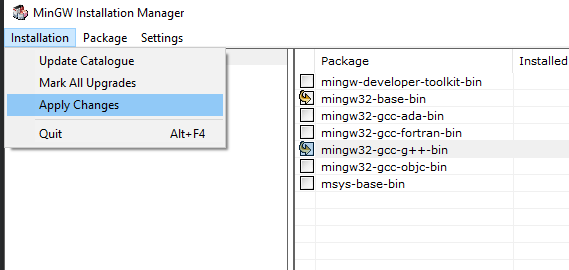 MinGW Installation Manager
Installation Package Settings
Update Catalogue
Mark All Upgrades
Apply Changes
Quit Alt+F4
Package Installed
mingw-developer-toolkit-bin
mingw32-base-bin
mingw32-gcc-ada-bin
mingw32-gcc-fortran-bin
mingw32-gcc-g++-bin
mingw32-gcc-objc-bin
msys-base-bin